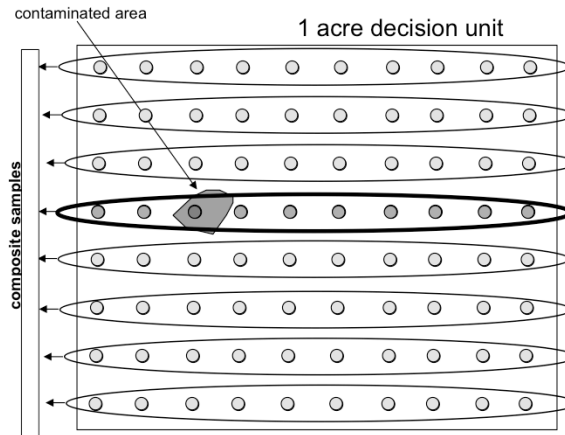 contaminated area
1 acre decision unit
composite samples